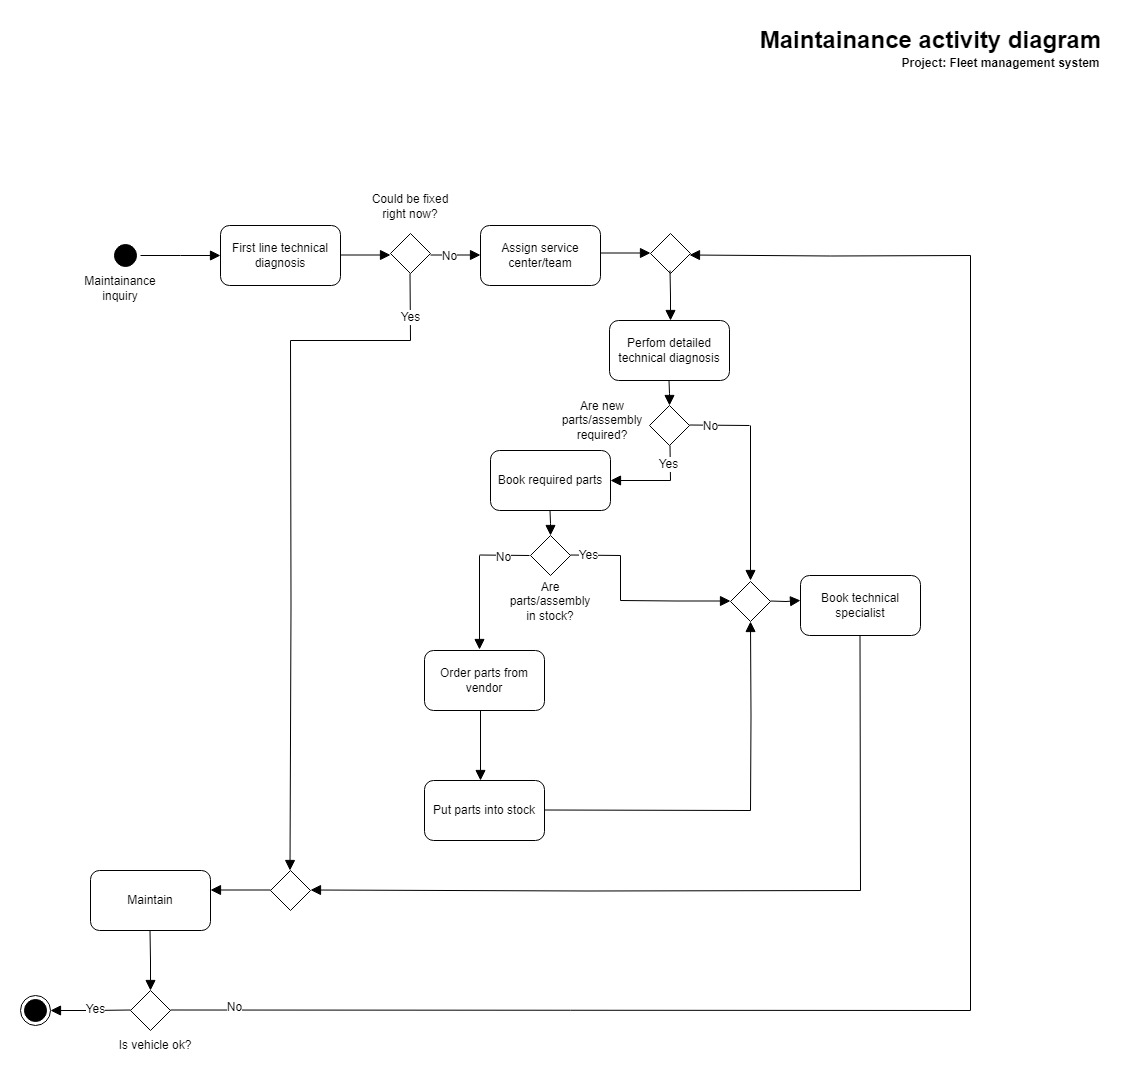 Maintainance activity diagram
Project: Fleet management system
Could be fixed
right now?
First line technical
diagnosis
No
Assign service
center/team
Maintainance
inquiry
Yes
Perfom detailed
technical diagnosis
Are new
parts/assembly
required?
No
Yes
Book required parts
No
Yes
Are
parts/assembly
in stock?
Book technical
specialist
Order parts from
vendor
Put parts into stock
Maintain
Yes
No
Is vehicle ok?